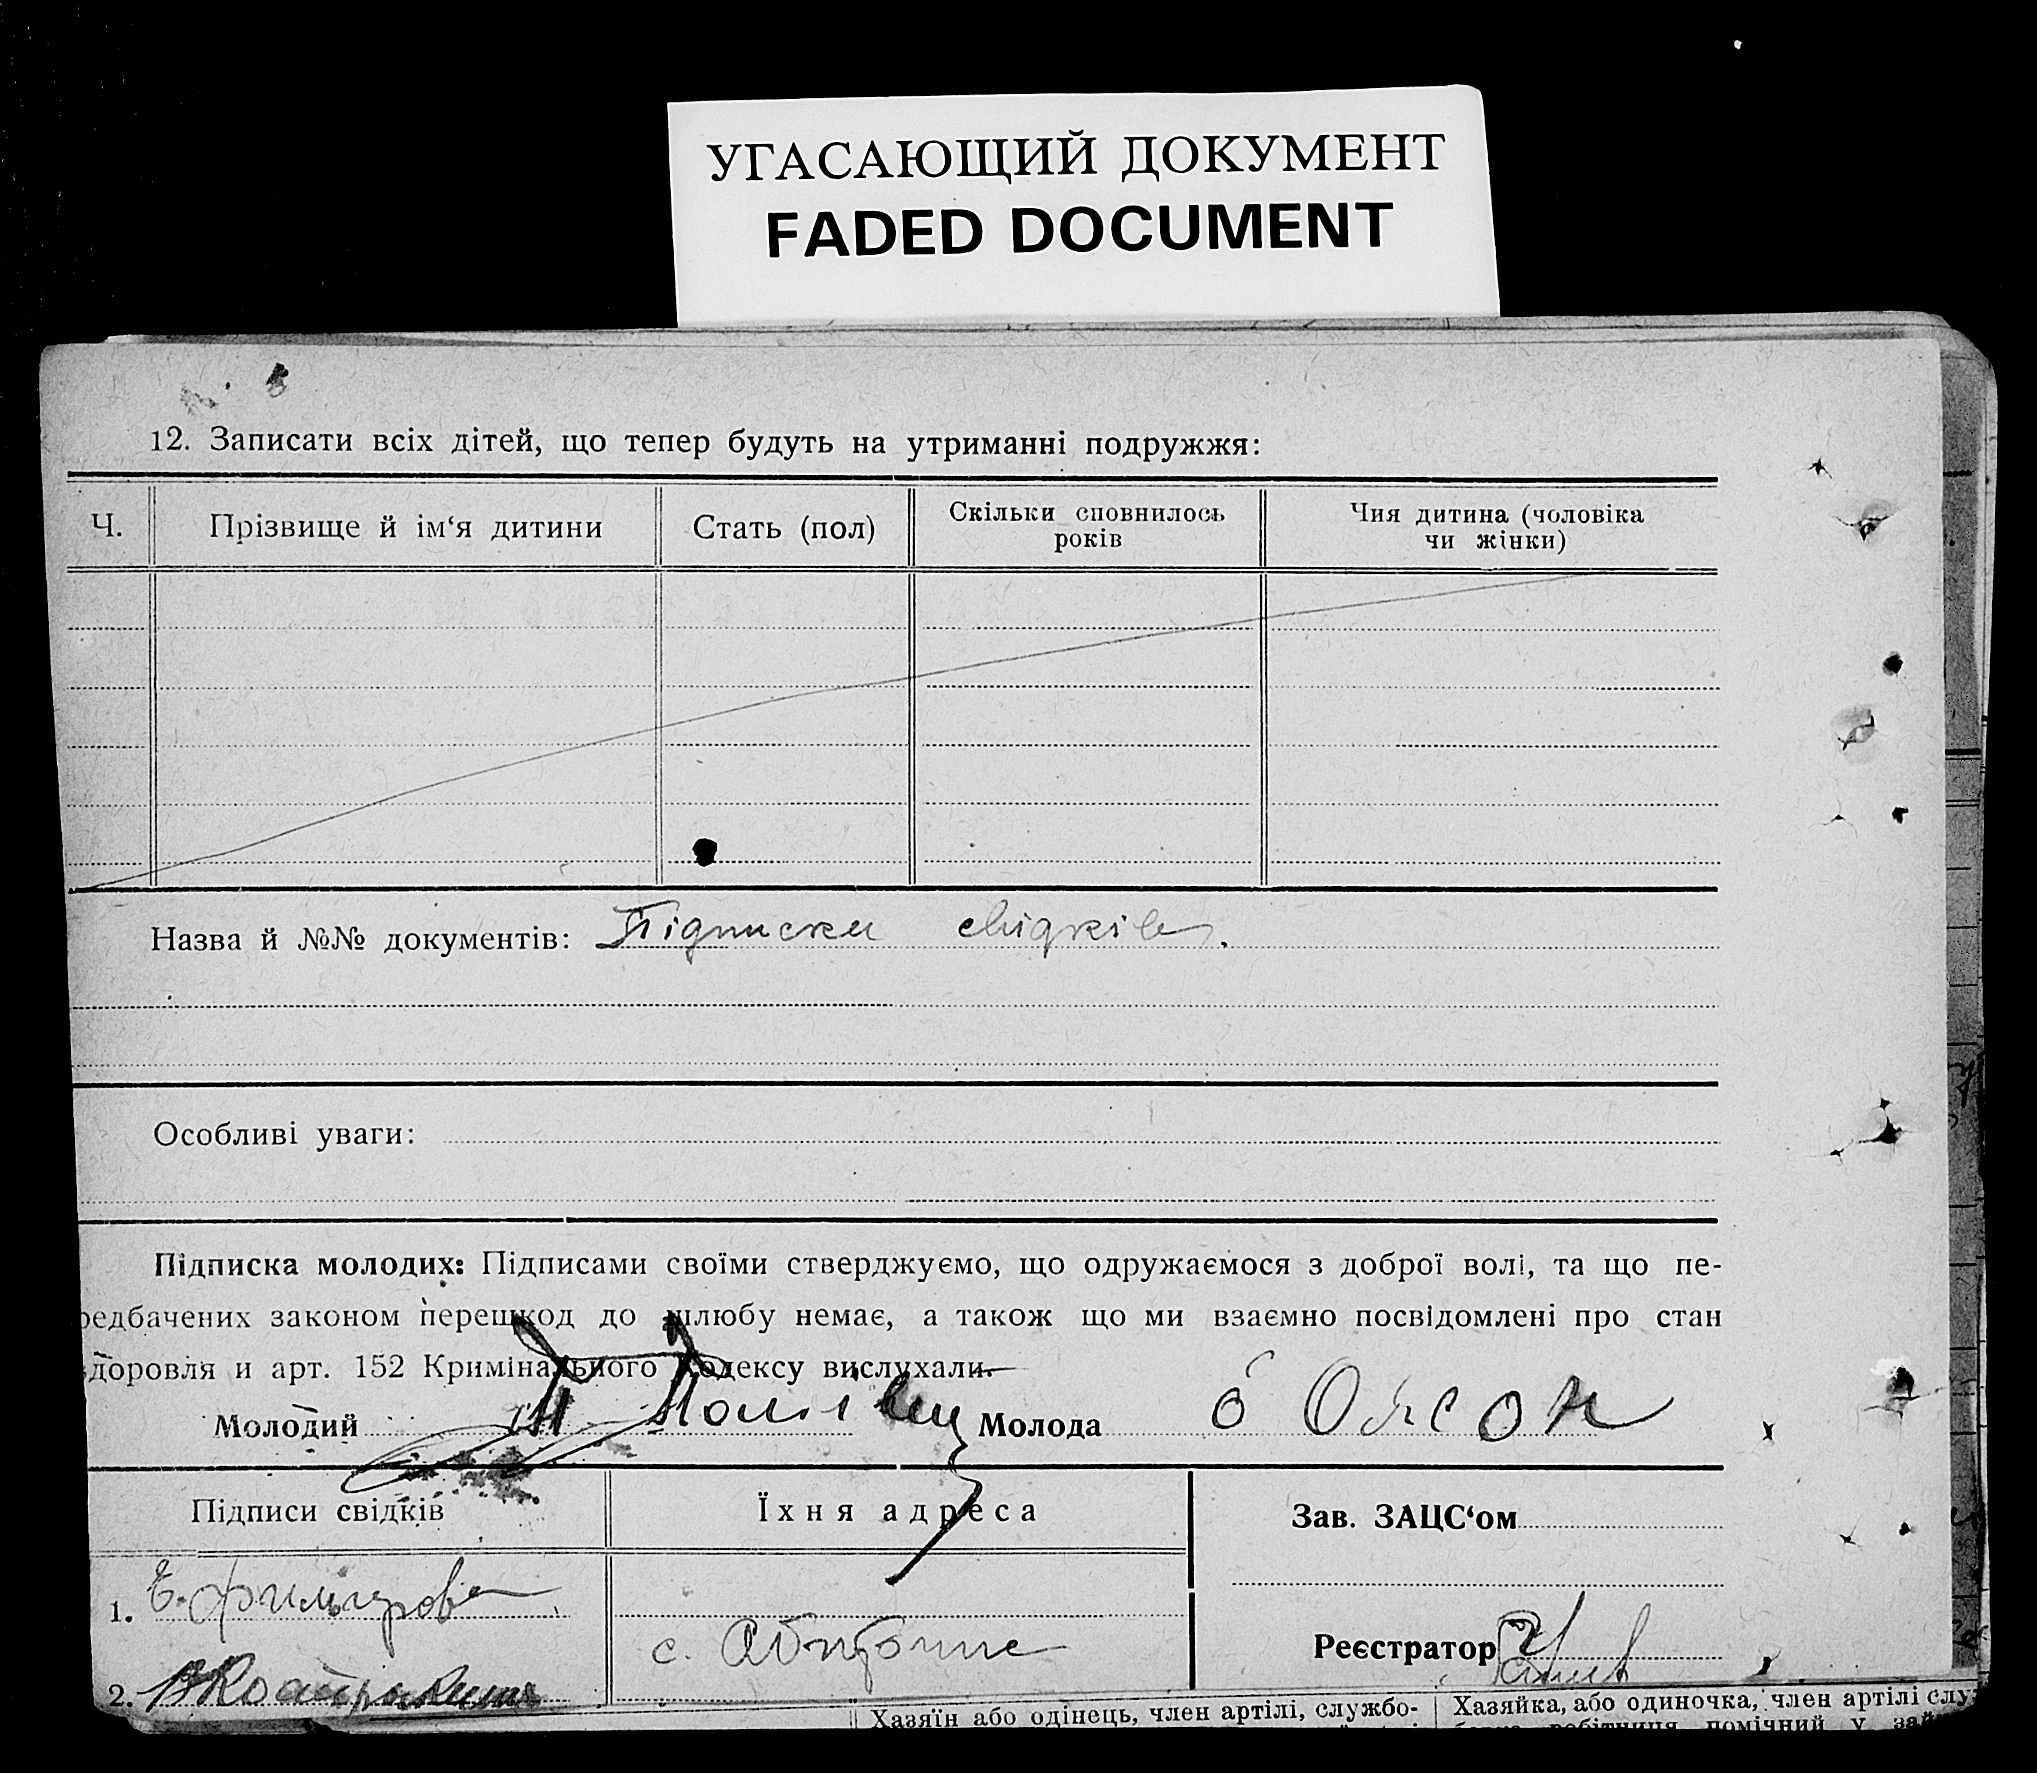 УГАСАЮЩИЙ ДОКУМЕНТ
FADED DOCUMENT
12. Записати всіх дітей, що тепер будуть на утриманні подружжя:
Ч.
Прізвище й ім‘я дитини
Стать (пол)
Скільки сповнилось
років
Чия дитина (чоловіка
чи жінки)
Назва й №№ документів: Підписки свідків.
Особливі уваги:
Підписка молодих: Підписами своїми стверджуємо, що одружаємося з доброї волі, та що пе-
редбачених законом перешкод до шлюбу немає, а також що ми взаємно посвідомлені про стан
здоровля и арт. 152 Кримінального Кодексу вислухали.
Молодий
Молода
Підписи свідків
Їхня адреса
Зав. ЗАЦС‘ом
1.
с.
Реєстратор
2.
Хазяїн або одінець, член артілі, службо-
Хазяйка, або одиночка, член артілі слу
робітниця помічний у зай